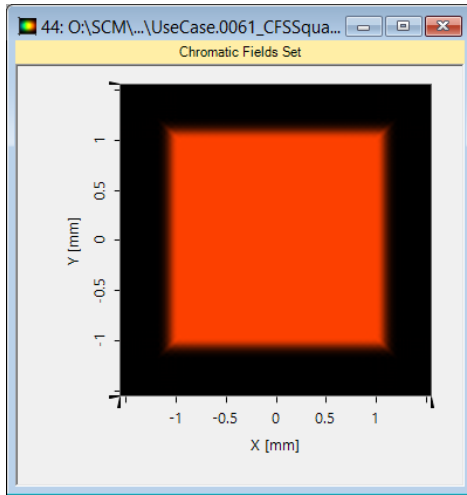 44: O:\SCM\...\UseCase.0061_CFSSqua...
Chromatic Fields Set
1
0.5
0
-0.5
-1
Y [mm]
-1 -0.5 0 0.5 1
X [mm]